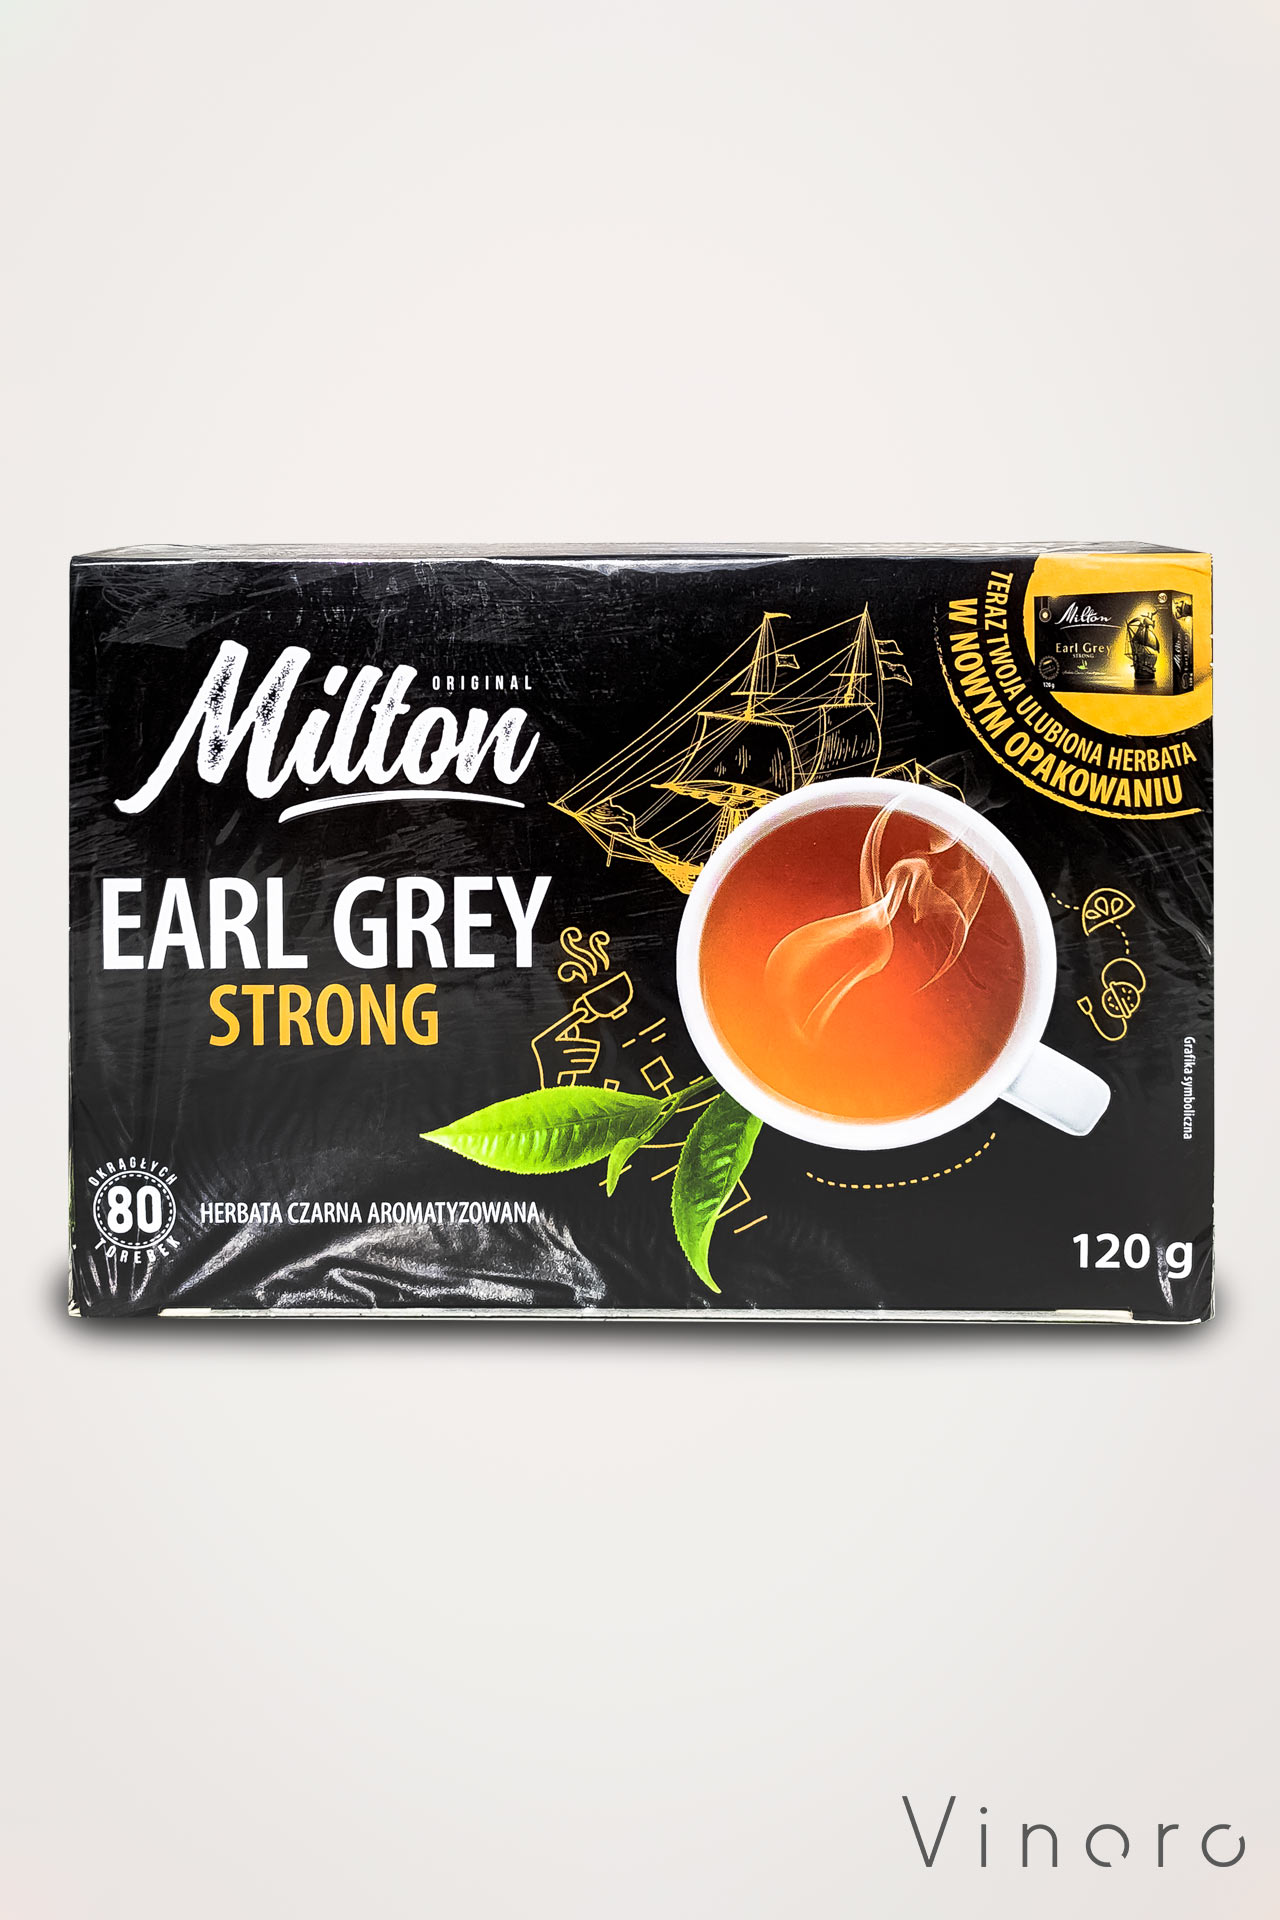 ORIGINAL
Milton
EARL GREY
STRONG
OKRĄGŁYCH
80
TOREBEK
HERBATA CZARNA AROMATYZOWANA
TERAZ TWOJA ULUBIONA HERBATA
W NOWYM OPAKOWANIU
Milton
Earl Grey
STRONG
120 g
Grafika symboliczna
120 g
Vinoro